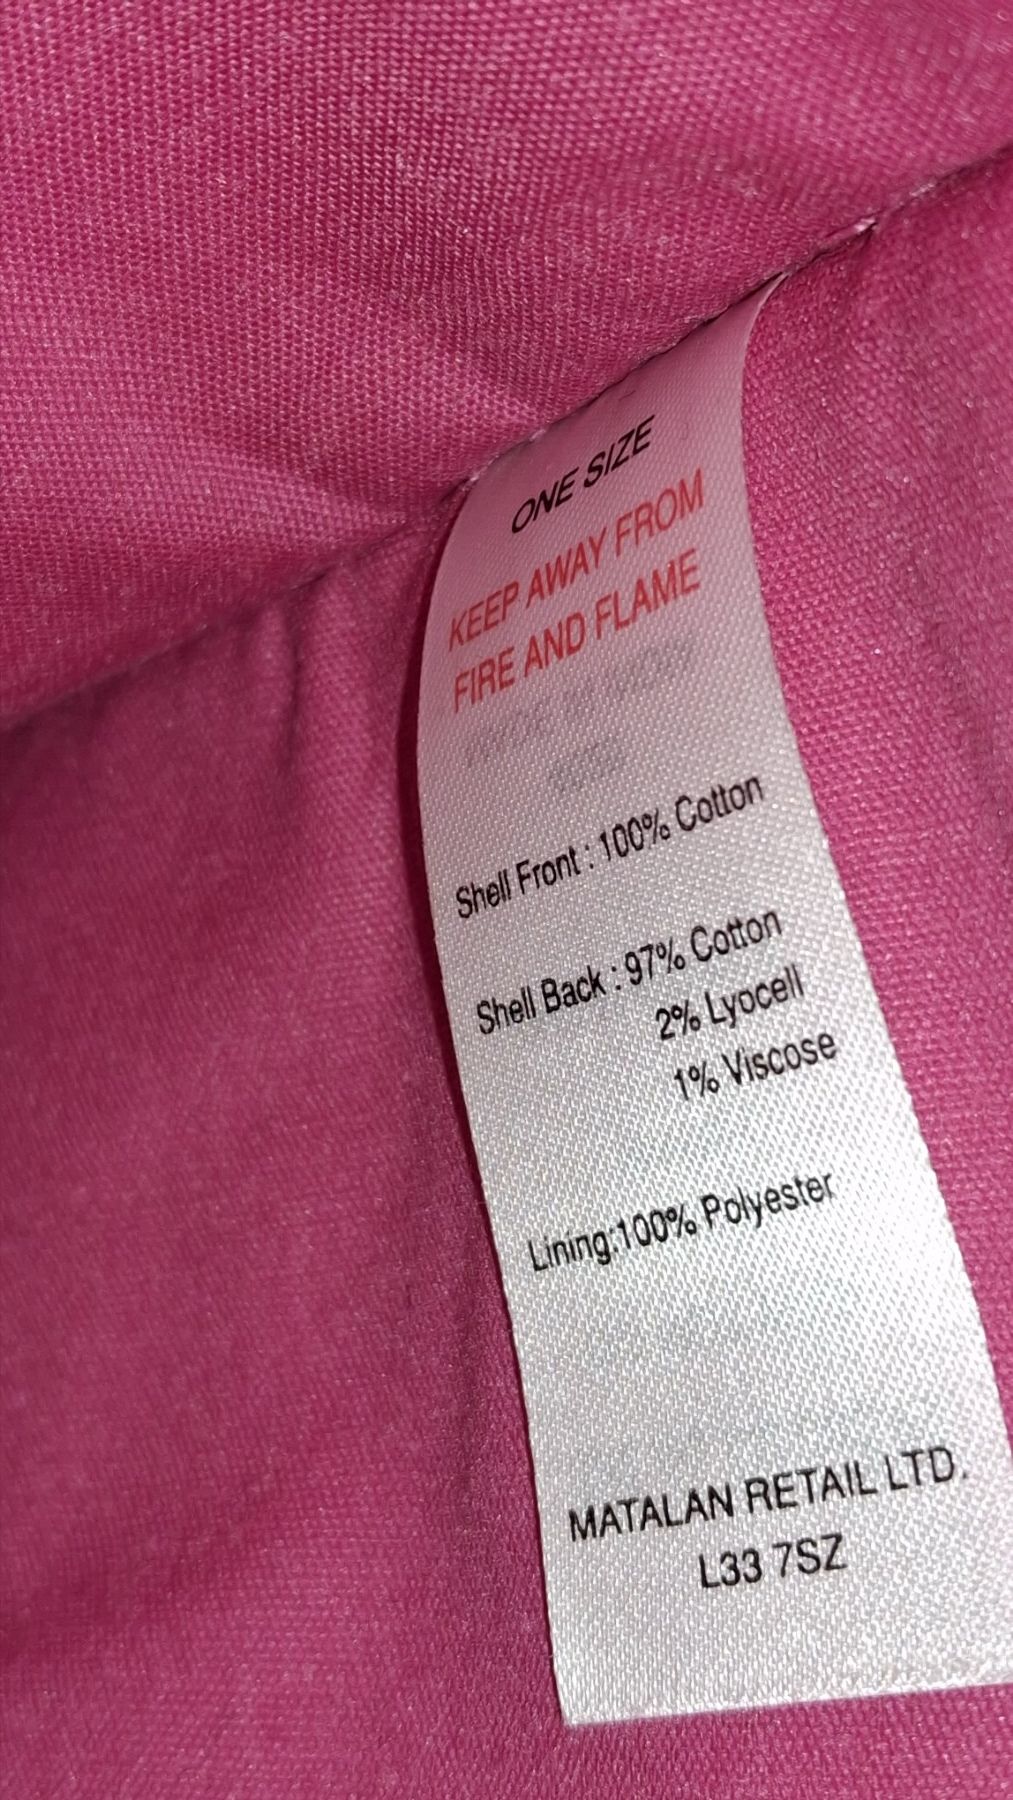 ONE SIZE
KEEP AWAY FROM
FIRE AND FLAME
Shell Front : 100% Cotton
Shell Back : 97% Cotton
2% Lyocell
1% Viscose
Lining:100% Polyester
MATALAN RETAIL LTD.
L33 7SZ